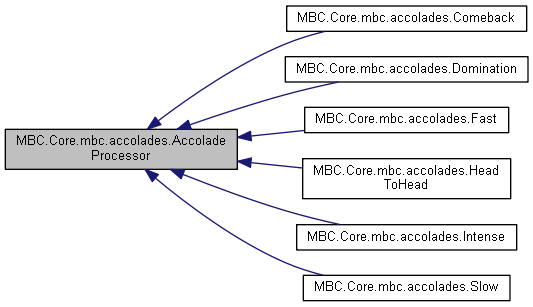 MBC.Core.mbc.accolades.Comeback
MBC.Core.mbc.accolades.Domination
MBC.Core.mbc.accolades.Fast
MBC.Core.mbc.accolades.Accolade
Processor
MBC.Core.mbc.accolades.Head
ToHead
MBC.Core.mbc.accolades.Intense
MBC.Core.mbc.accolades.Slow